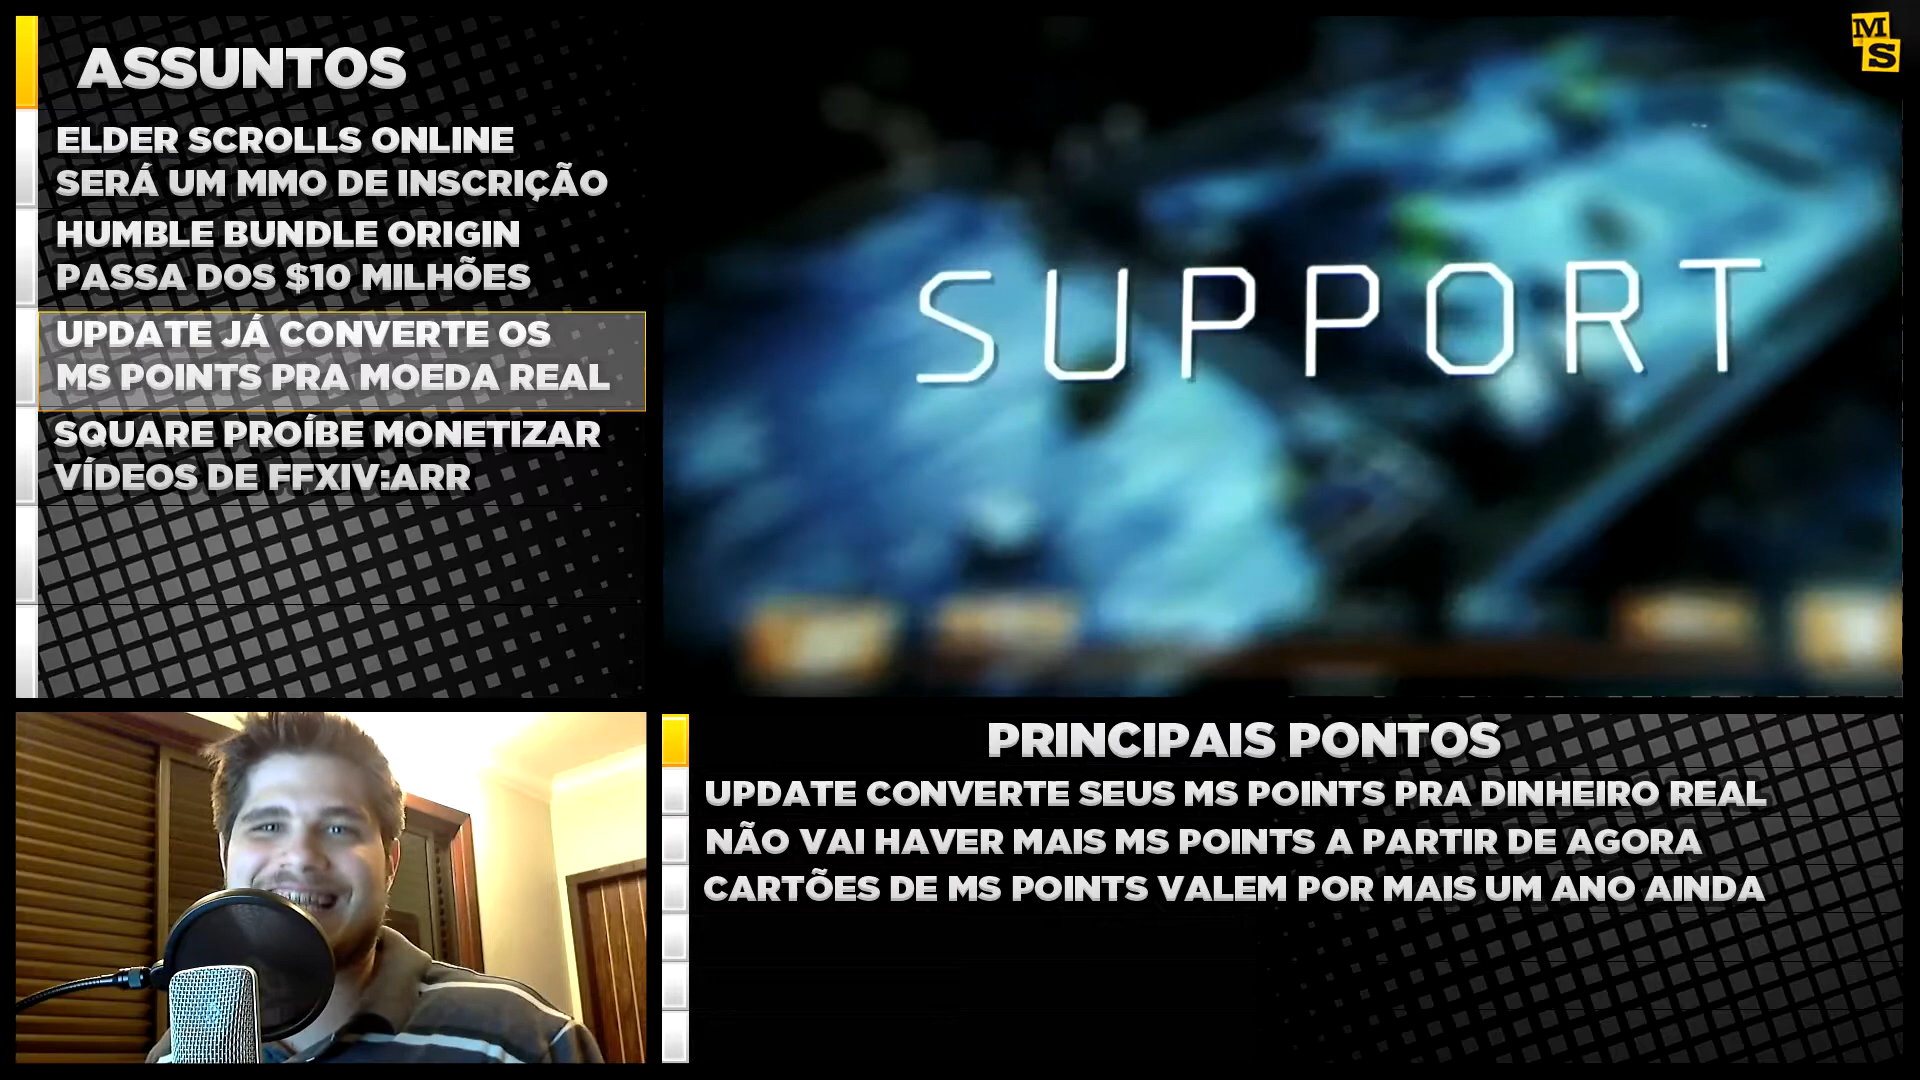 ASSUNTOS
ELDER SCROLLS ONLINE
SERÁ UM MMO DE INSCRIÇÃO
HUMBLE BUNDLE ORIGIN
PASSA DOS $10 MILHÕES
UPDATE JÁ CONVERTE OS
MS POINTS PRA MOEDA REAL
SQUARE PROÍBE MONETIZAR
VÍDEOS DE FFXIV:ARR
SUPPORT
MS
PRINCIPAIS PONTOS
UPDATE CONVERTE SEUS MS POINTS PRA DINHEIRO REAL
NÃO VAI HAVER MAIS MS POINTS A PARTIR DE AGORA
CARTÕES DE MS POINTS VALEM POR MAIS UM ANO AINDA